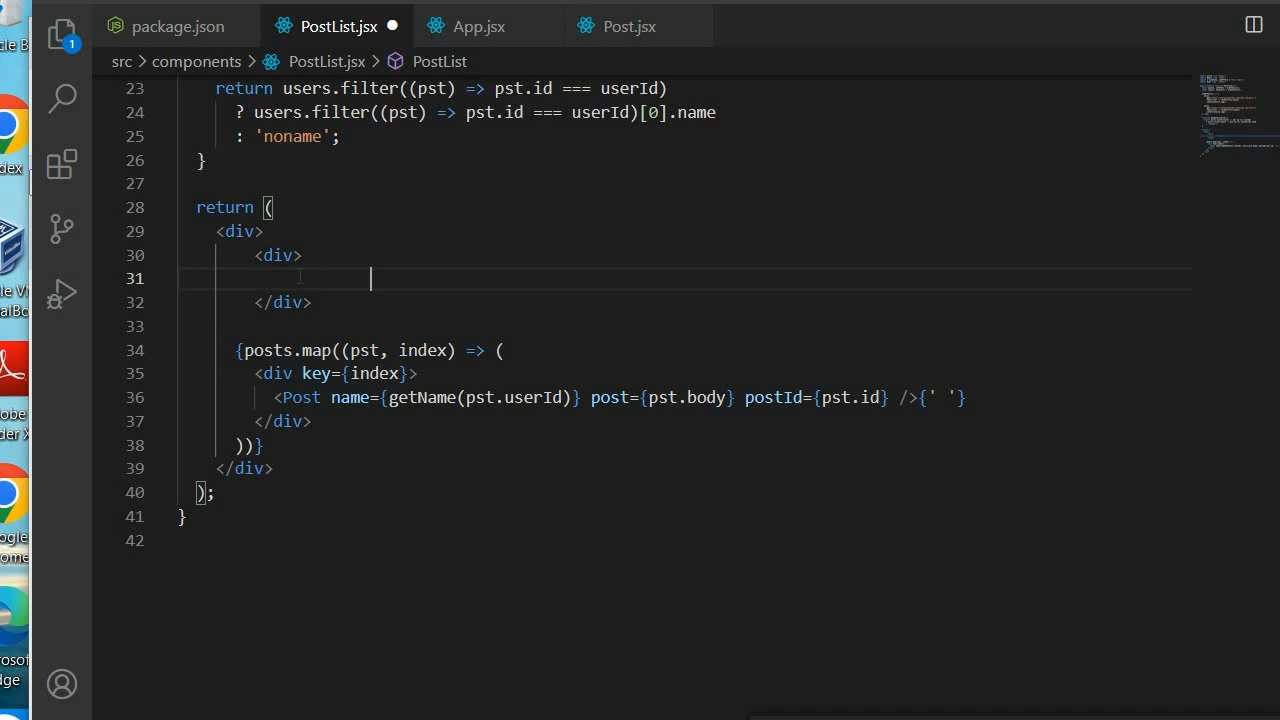 package.json PostList.jsx App.jsx Post.jsx
1
src > components > PostList.jsx > PostList
23 return users.filter((pst) => pst.id === userId)
24 ? users.filter((pst) => pst.id === userId)[0].name
25 : 'noname';
26 }
27
28 return (
29 <div>
30 <div>
31
32 </div>
33
34 {posts.map((pst, index) => (
35 <div key={index}>
36 <Post name={getName(pst.userId)} post={pst.body} postId={pst.id} />{' '}
37 </div>
38 ))}
39 </div>
40 );
41 }
42